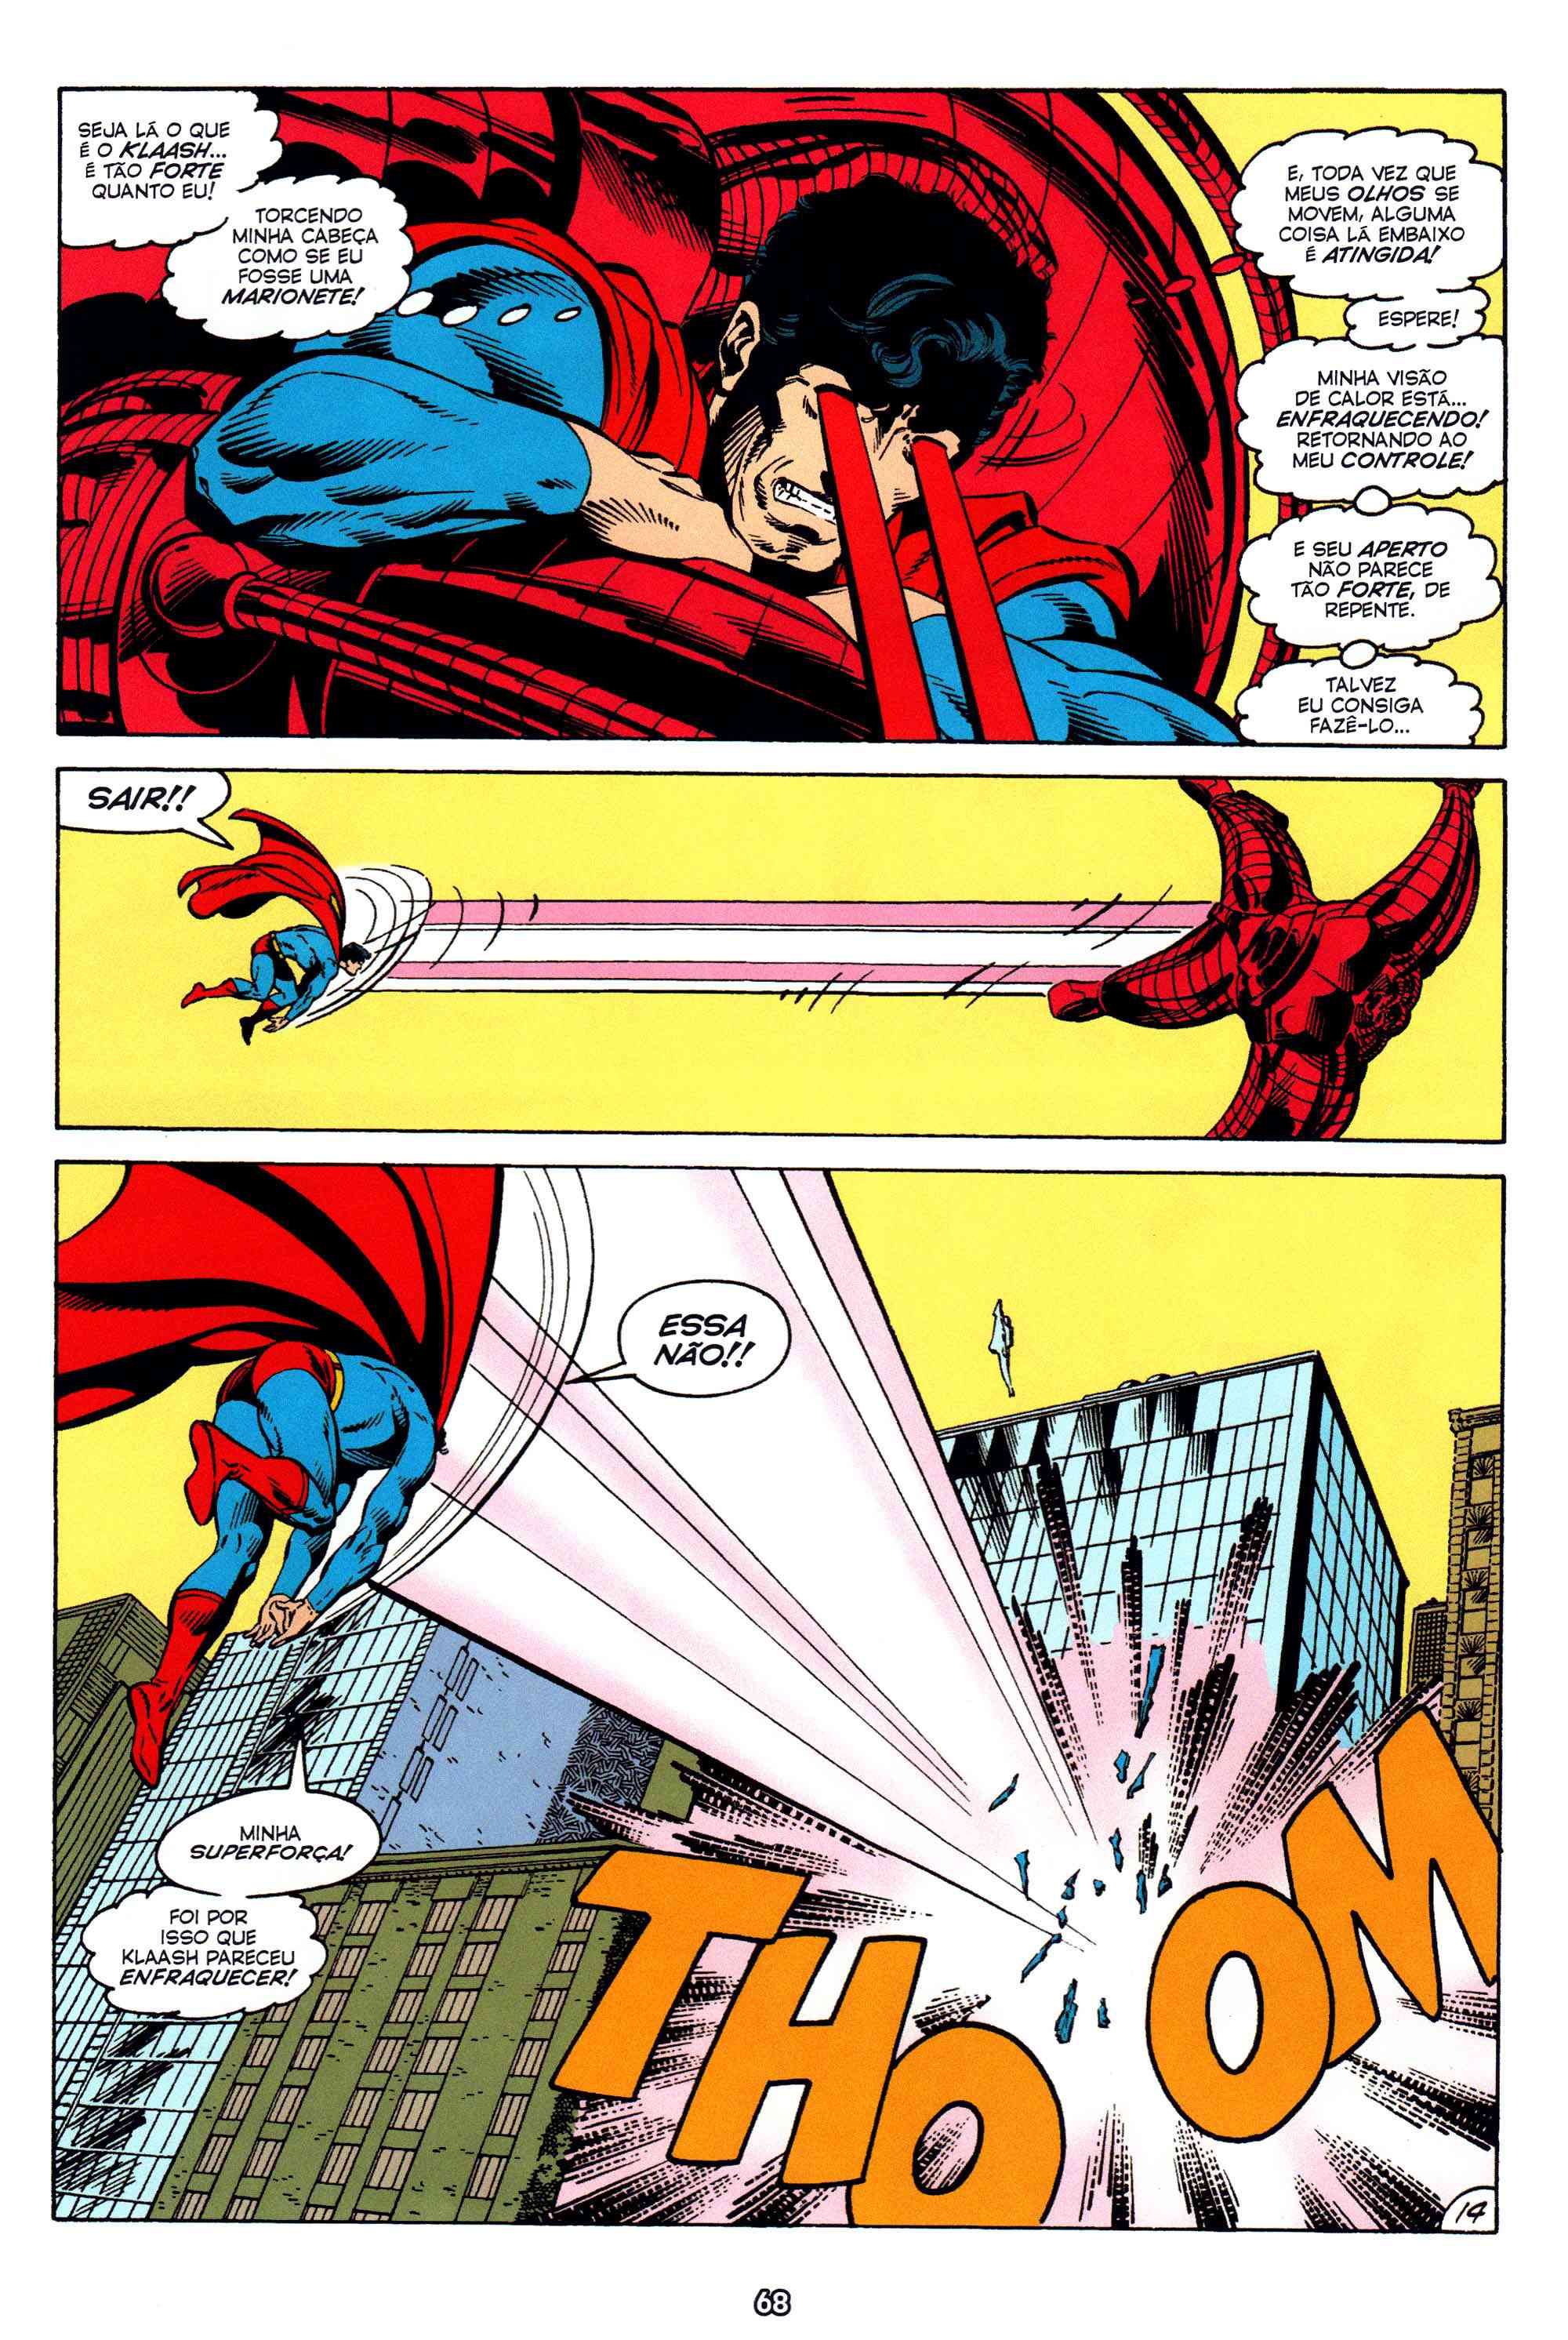 SEJA LÁ O QUE
É O KLAASH...
É TÃO FORTE
QUANTO EU!
TORCENDO
MINHA CABEÇA
COMO SE EU
FOSSE UMA
MARIONETE!
E, TODA VEZ QUE
MEUS OLHOS SE
MOVEM, ALGUMA
COISA LÁ EMBAIXO
É ATINGIDA!
ESPERE!
MINHA VISÃO
DE CALOR ESTÁ...
ENFRAQUECENDO!
RETORNANDO AO
MEU CONTROLE!
E SEU APERTO
NÃO PARECE
TÃO FORTE, DE
REPENTE.
TALVEZ
EU CONSIGA
FAZÊ-LO...
SAIR!!
ESSA
NÃO!!
MINHA
SUPERFORÇA!
FOI POR
ISSO QUE
KLAASH PARECEU
ENFRAQUECER!
THOOM
14
68